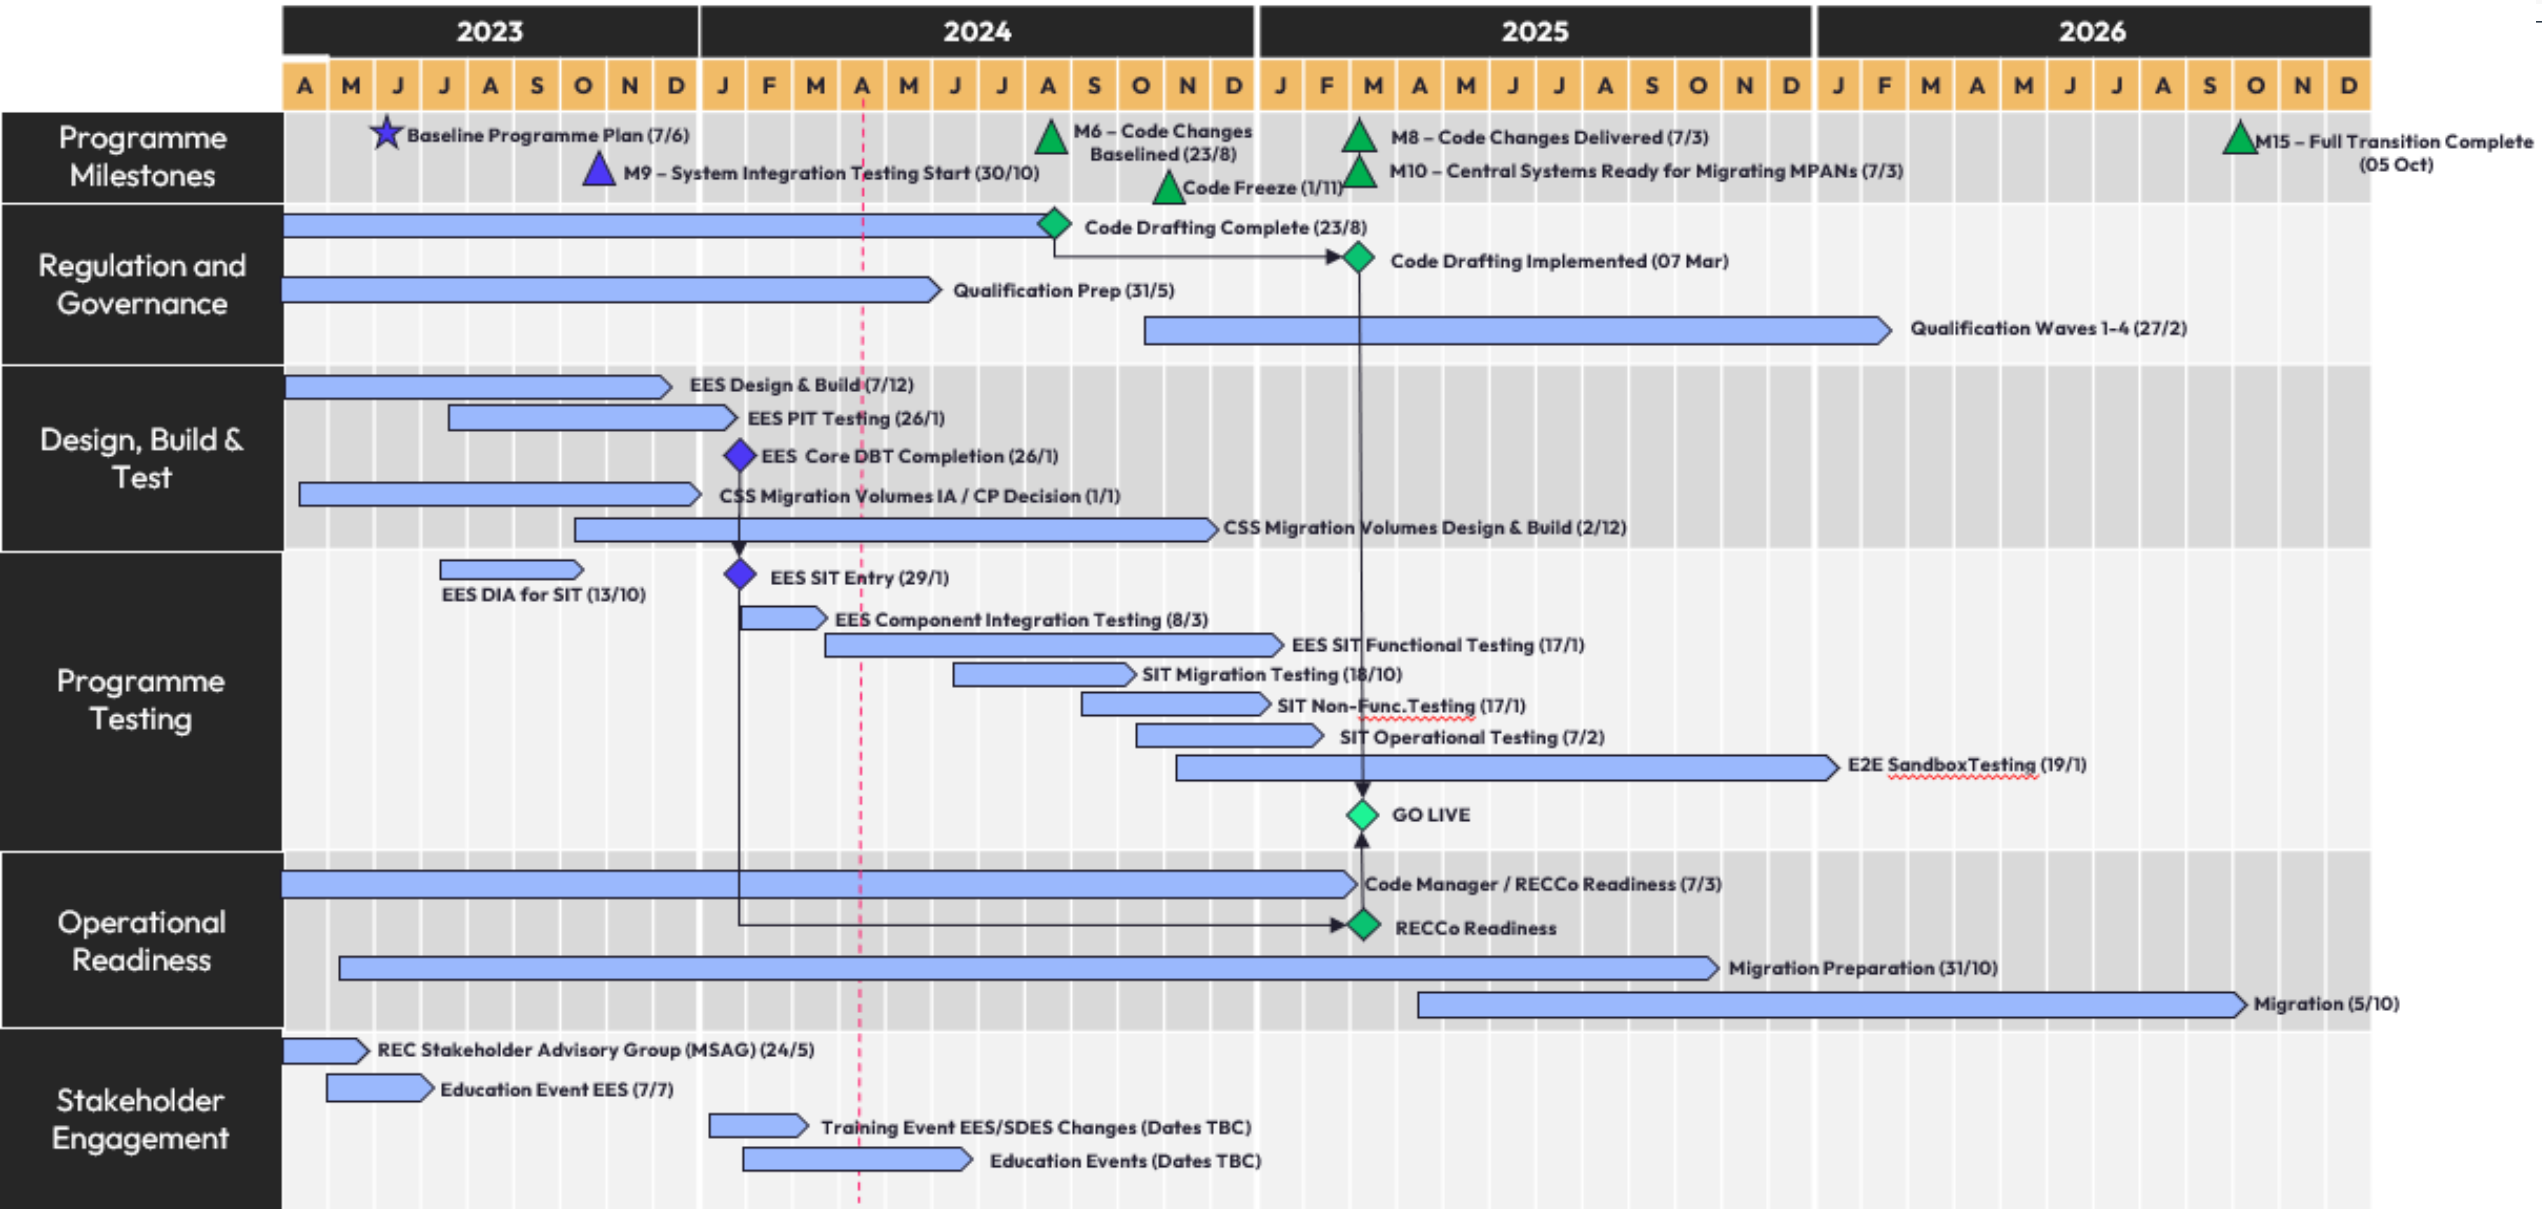 2023 2024 2025 2026
A M J J A S O N D J F M A M J J A S O N D J F M A M J J A S O N D J F M A M J J A S O N D
Programme
Milestones
Baseline Programme Plan (7/6)
M9 – System Integration Testing Start (30/10)
M6 – Code Changes
Baselined (23/8)
Code Freeze (1/11)
M8 – Code Changes Delivered (7/3)
M10 – Central Systems Ready for Migrating MPANs (7/3)
M15 – Full Transition Complete
(05 Oct)
Regulation and
Governance
Code Drafting Complete (23/8)
Code Drafting Implemented (07 Mar)
Qualification Prep (31/5)
Qualification Waves 1-4 (27/2)
Design, Build &
Test
EES Design & Build (7/12)
EES PIT Testing (26/1)
EES Core DBT Completion (26/1)
CSS Migration Volumes IA / CP Decision (1/1)
CSS Migration Volumes Design & Build (2/12)
Programme
Testing
EES DIA for SIT (13/10)
EES SIT Entry (29/1)
EES Component Integration Testing (8/3)
EES SIT Functional Testing (17/1)
SIT Migration Testing (18/10)
SIT Non-Func.Testing (17/1)
SIT Operational Testing (7/2)
E2E SandboxTesting (19/1)
GO LIVE
Operational
Readiness
Code Manager / RECCo Readiness (7/3)
RECCo Readiness
Migration Preparation (31/10)
Migration (5/10)
Stakeholder
Engagement
REC Stakeholder Advisory Group (MSAG) (24/5)
Education Event EES (7/7)
Training Event EES/SDES Changes (Dates TBC)
Education Events (Dates TBC)